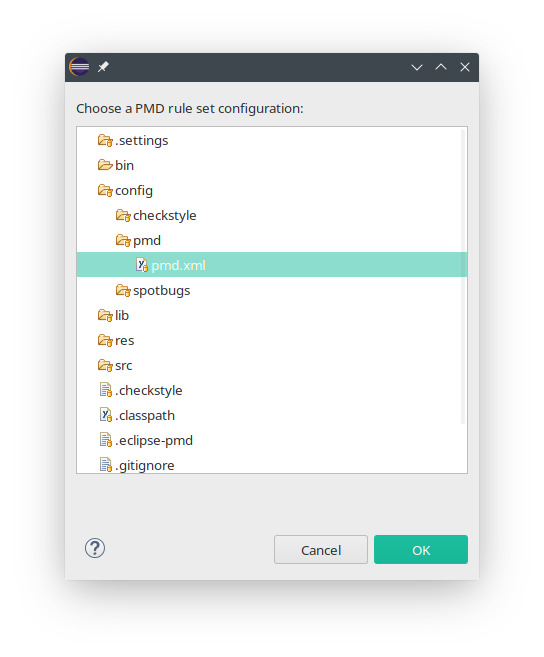 Choose a PMD rule set configuration:
.settings
bin
config
checkstyle
pmd
pmd.xml
spotbugs
lib
res
src
.checkstyle
.classpath
.eclipse-pmd
.gitignore
Cancel
OK